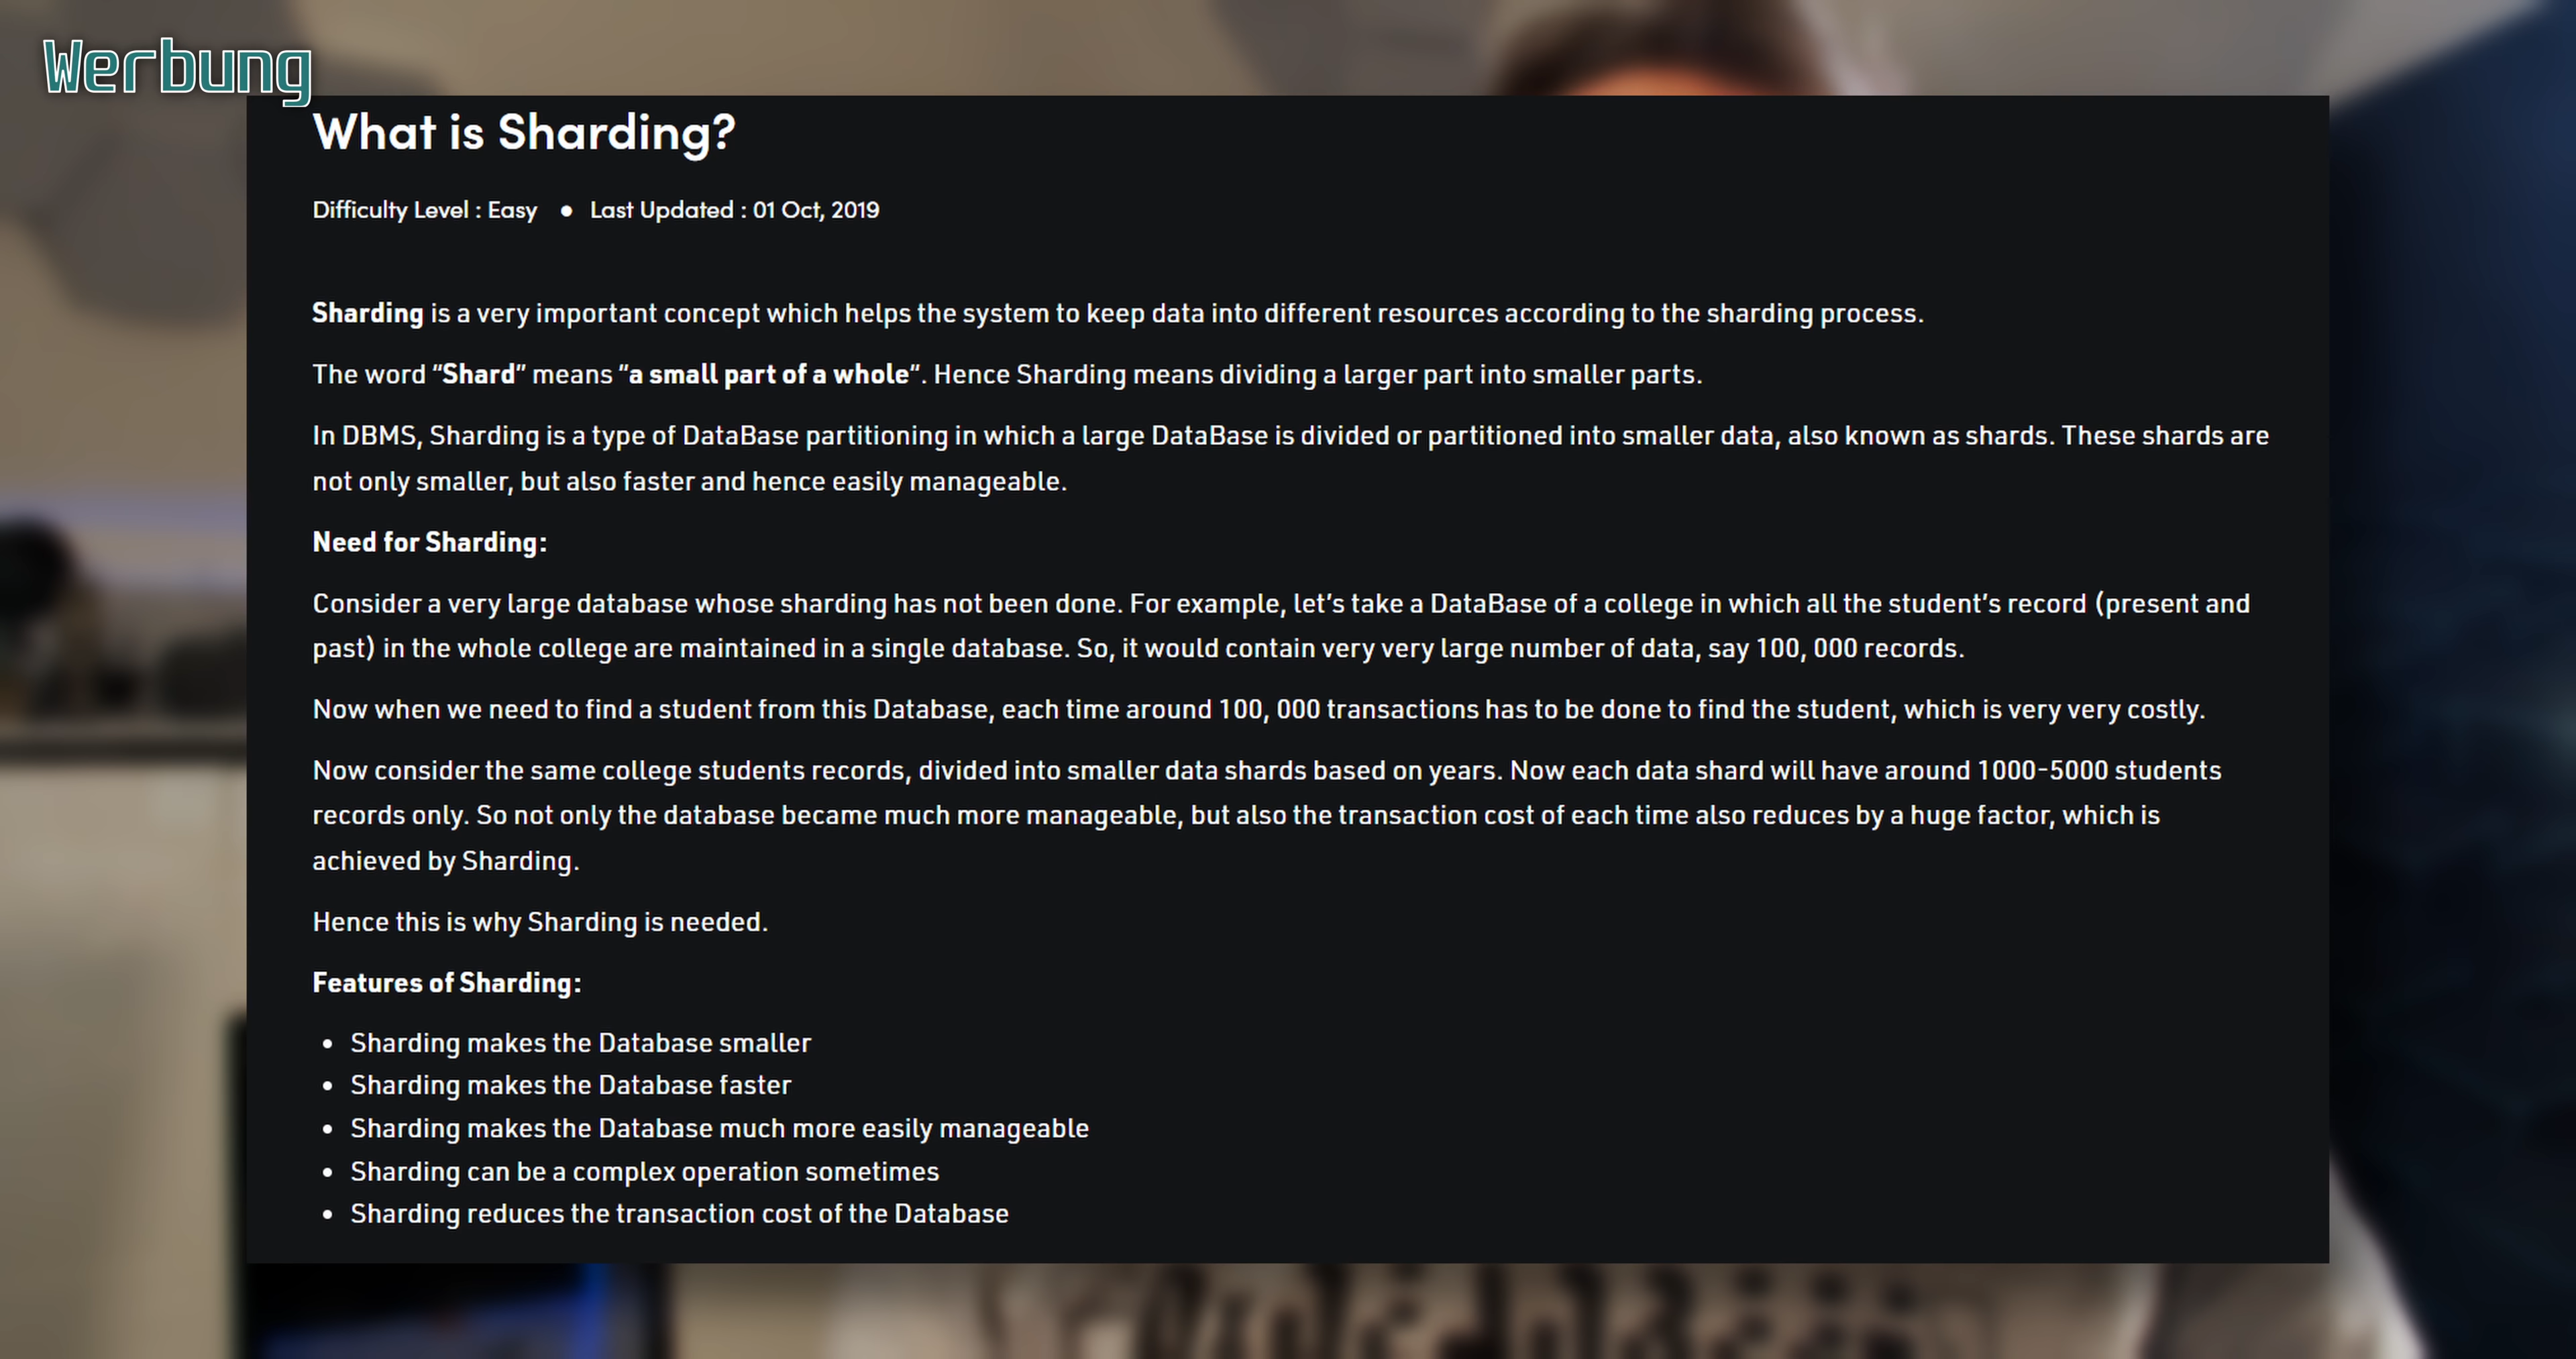 Werbung
What is Sharding?
Difficulty Level : Easy ● Last Updated : 01 Oct, 2019
Sharding is a very important concept which helps the system to keep data into different resources according to the sharding process.
The word “Shard” means “a small part of a whole“. Hence Sharding means dividing a larger part into smaller parts.
In DBMS, Sharding is a type of DataBase partitioning in which a large DataBase is divided or partitioned into smaller data, also known as shards. These shards are
not only smaller, but also faster and hence easily manageable.
Need for Sharding:
Consider a very large database whose sharding has not been done. For example, let’s take a DataBase of a college in which all the student’s record (present and
past) in the whole college are maintained in a single database. So, it would contain very very large number of data, say 100, 000 records.
Now when we need to find a student from this Database, each time around 100, 000 transactions has to be done to find the student, which is very very costly.
Now consider the same college students records, divided into smaller data shards based on years. Now each data shard will have around 1000-5000 students
records only. So not only the database became much more manageable, but also the transaction cost of each time also reduces by a huge factor, which is
achieved by Sharding.
Hence this is why Sharding is needed.
Features of Sharding:
• Sharding makes the Database smaller
• Sharding makes the Database faster
• Sharding makes the Database much more easily manageable
• Sharding can be a complex operation sometimes
• Sharding reduces the transaction cost of the Database